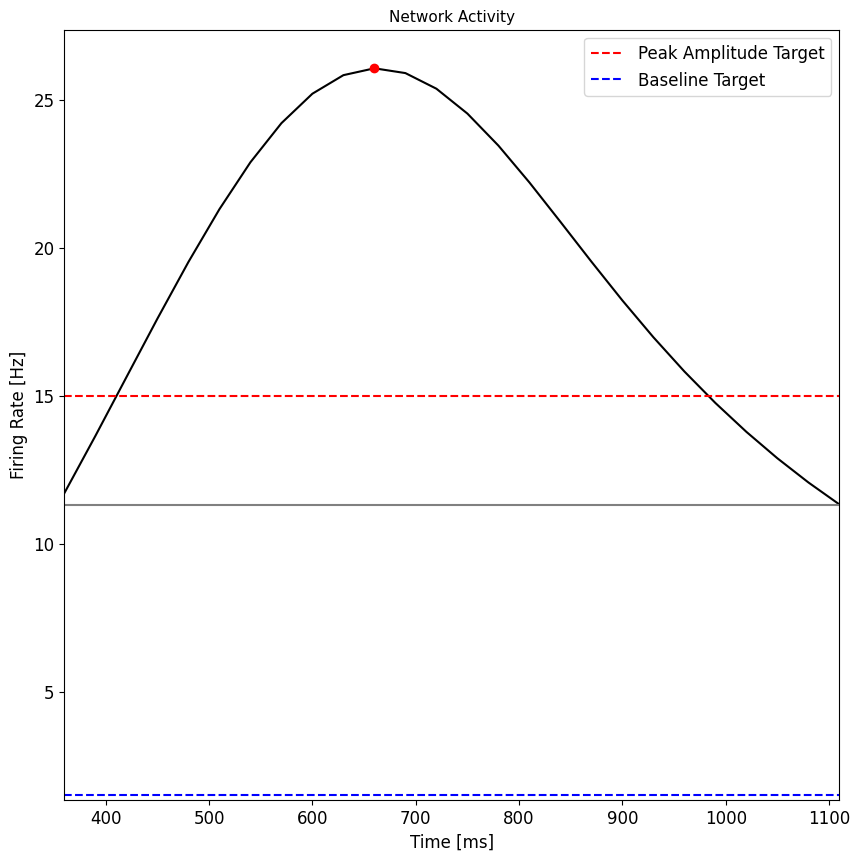 Network Activity
Peak Amplitude Target
Baseline Target
Firing Rate [Hz]
25
20
15
10
5
400 500 600 700 800 900 1000 1100
Time [ms]